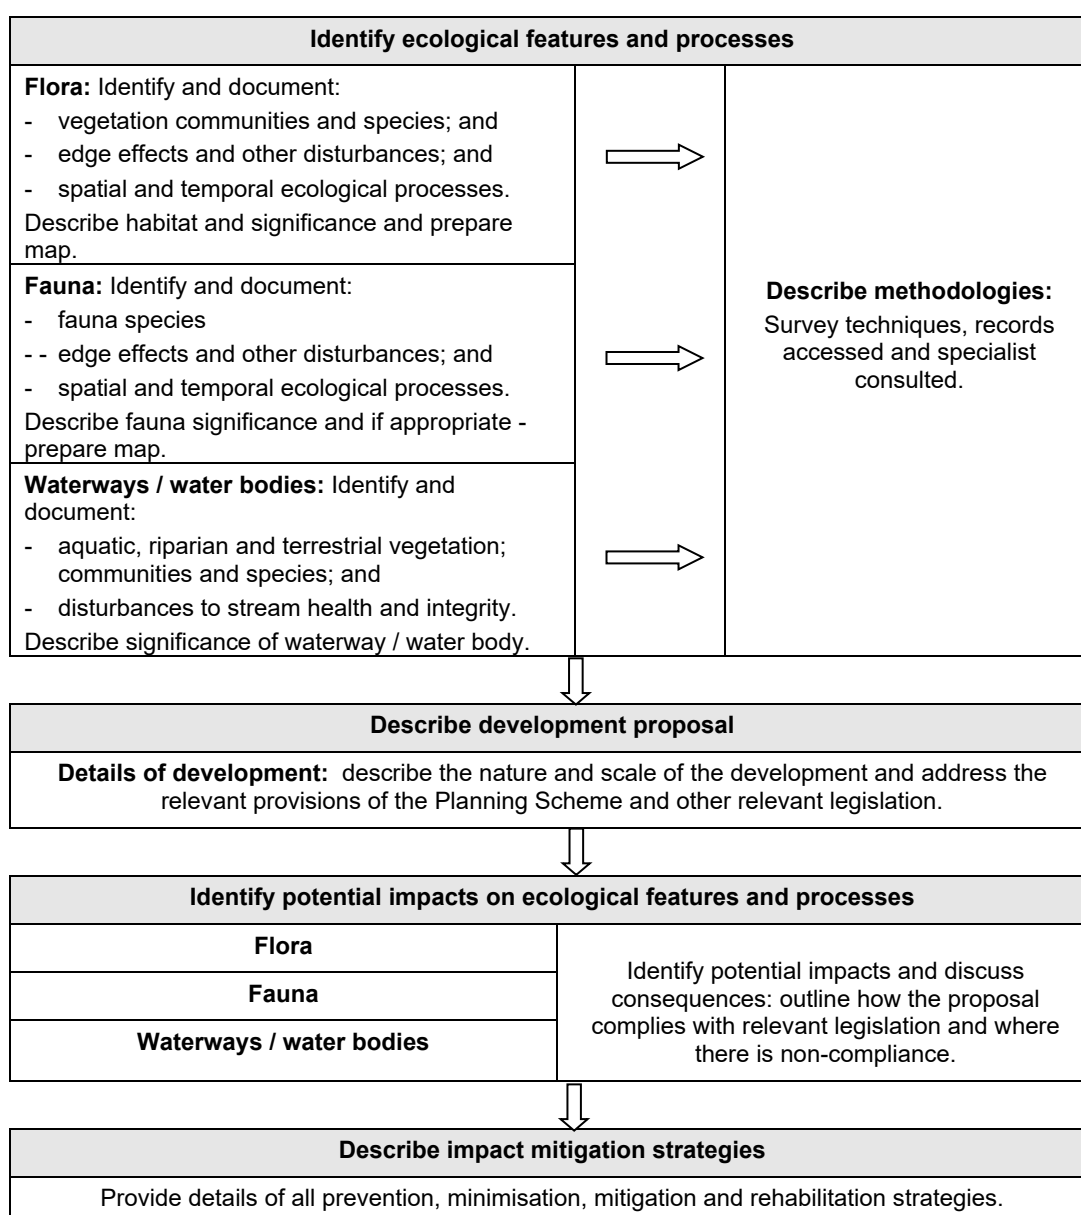 Identify ecological features and processes
Flora: Identify and document:
- vegetation communities and species; and
- edge effects and other disturbances; and
- spatial and temporal ecological processes.
Describe habitat and significance and prepare
map.
Fauna: Identify and document:
- fauna species
- - edge effects and other disturbances; and
- spatial and temporal ecological processes.
Describe fauna significance and if appropriate -
prepare map.
Waterways / water bodies: Identify and
document:
- aquatic, riparian and terrestrial vegetation;
communities and species; and
- disturbances to stream health and integrity.
Describe significance of waterway / water body.
Describe methodologies:
Survey techniques, records
accessed and specialist
consulted.
Describe development proposal
Details of development: describe the nature and scale of the development and address the
relevant provisions of the Planning Scheme and other relevant legislation.
Identify potential impacts on ecological features and processes
Flora
Fauna
Waterways / water bodies
Identify potential impacts and discuss
consequences: outline how the proposal
complies with relevant legislation and where
there is non-compliance.
Describe impact mitigation strategies
Provide details of all prevention, minimisation, mitigation and rehabilitation strategies.